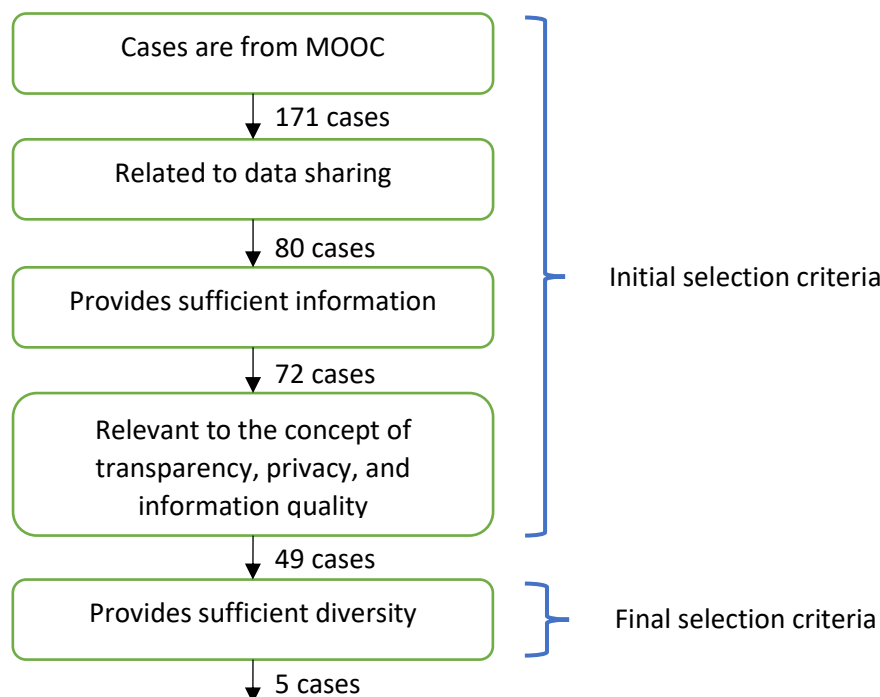 Cases are from MOOC
171 cases
Related to data sharing
80 cases
Provides sufficient information
Initial selection criteria
72 cases
Relevant to the concept of
transparency, privacy, and
information quality
49 cases
Provides sufficient diversity
Final selection criteria
5 cases